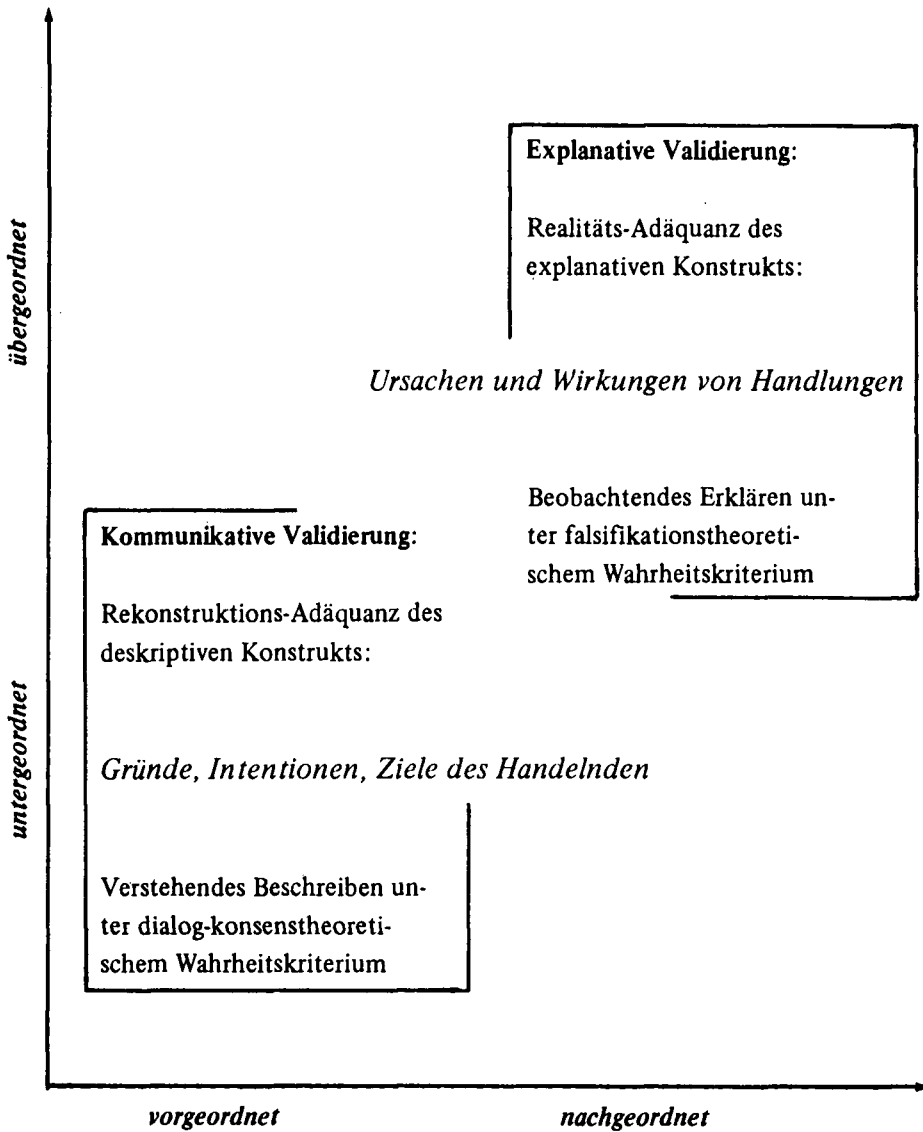 übergeordnet
Explanative Validierung:
Realitäts-Adäquanz des
explanativen Konstrukts:
Ursachen und Wirkungen von Handlungen
Beobachtendes Erklären un-
ter falsifikationstheoreti-
schem Wahrheitskriterium
untergeordnet
Kommunikative Validierung:
Rekonstruktions-Adäquanz des
deskriptiven Konstrukts:
Gründe, Intentionen, Ziele des Handelnden
Verstehendes Beschreiben un-
ter dialog-konsenstheoreti-
schem Wahrheitskriterium
vorgeordnet
nachgeordnet